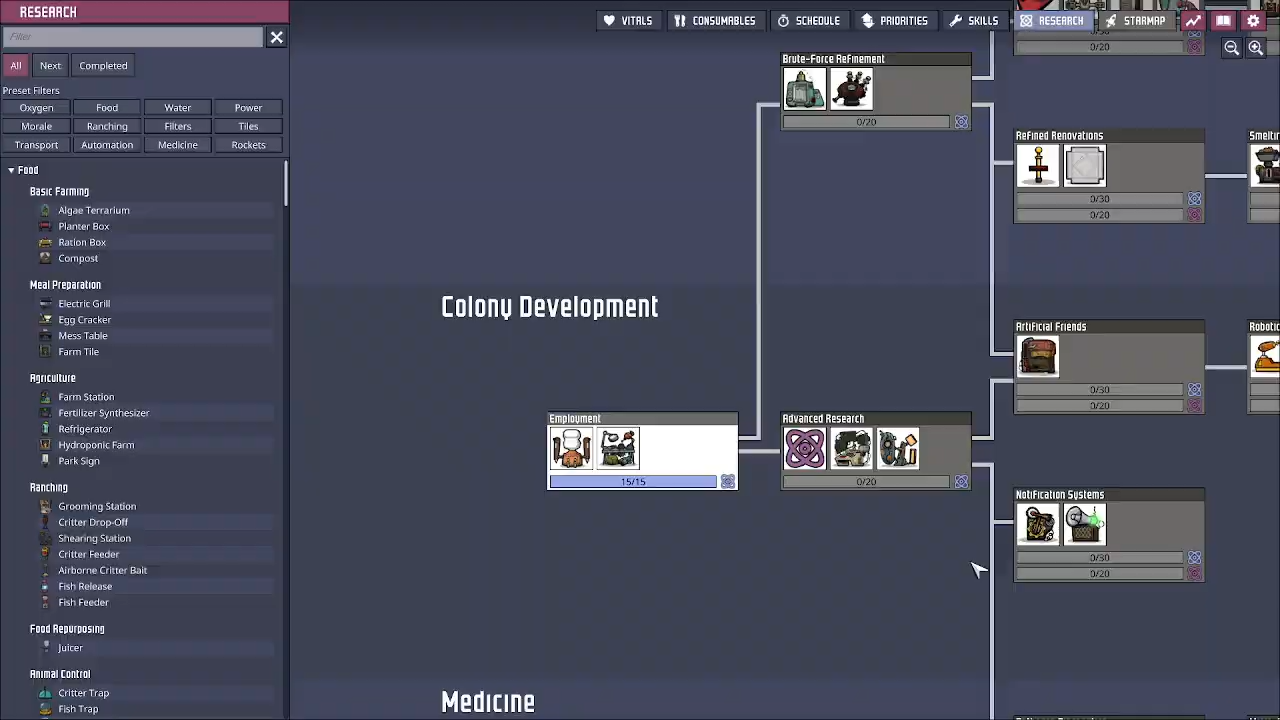 RESEARCH
VITALS
CONSUMABLES
SCHEDULE
PRIORITIES
SKILLS
RESEARCH
STARMAP
Filter
All
Next
Completed
Preset Filters
Oxygen
Food
Water
Power
Morale
Ranching
Filters
Tiles
Transport
Automation
Medicine
Rockets
Food
Basic Farming
Algae Terrarium
Planter Box
Ration Box
Compost
Meal Preparation
Electric Grill
Egg Cracker
Mess Table
Farm Tile
Agriculture
Farm Station
Fertilizer Synthesizer
Refrigerator
Hydroponic Farm
Park Sign
Ranching
Grooming Station
Critter Drop-Off
Shearing Station
Critter Feeder
Airborne Critter Bait
Fish Release
Fish Feeder
Food Repurposing
Juicer
Animal Control
Critter Trap
Fish Trap
0/20
Brute-Force Refinement
0/20
Refined Renovations
0/30
0/20
Colony Development
Artificial Friends
0/30
0/20
Employment
15/15
Advanced Research
0/20
Notification Systems
0/30
0/20
Medicine